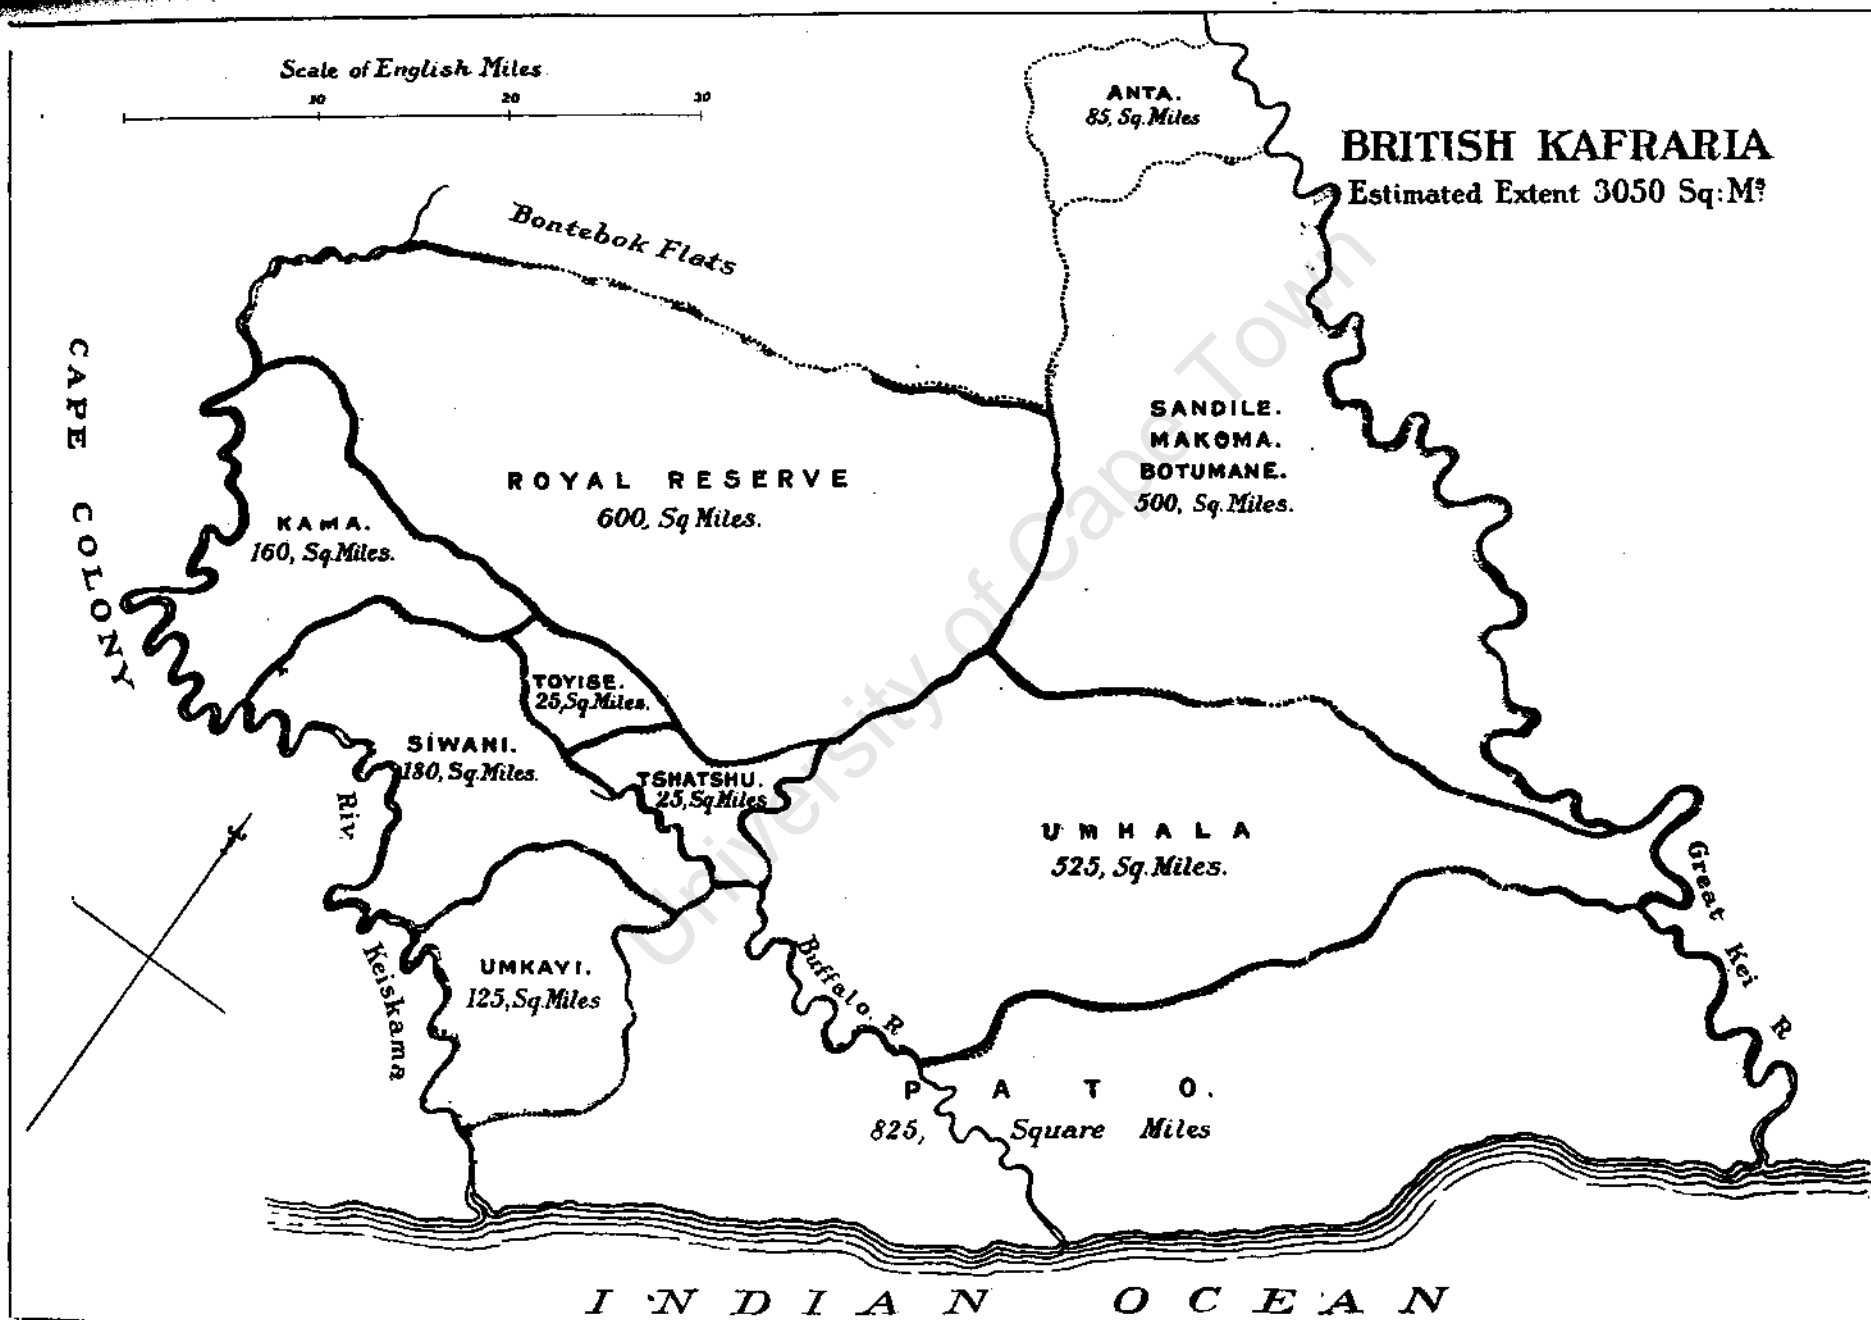 Scale of English Miles
10 20 30
ANTA.
85, Sq. Miles
BRITISH KAFRARIA
Estimated Extent 3050 Sq: Ms
Bontebok Flats
CAPE COLONY
SANDILE.
MAKOMA.
BOTUMANE.
500, Sq. Miles.
ROYAL RESERVE
600, Sq Miles.
KAMA.
160, Sq. Miles.
TOYISE.
25, Sq Miles.
SIWANI.
180, Sq. Miles.
TSHATSHU.
25, Sq Miles
Riv. Keiskama
UMHALA
525, Sq. Miles.
Great Kei R
UMKAYI.
125, Sq. Miles
Buffalo. R.
PATO.
825, Square Miles
INDIAN OCEAN
University of Cape Town